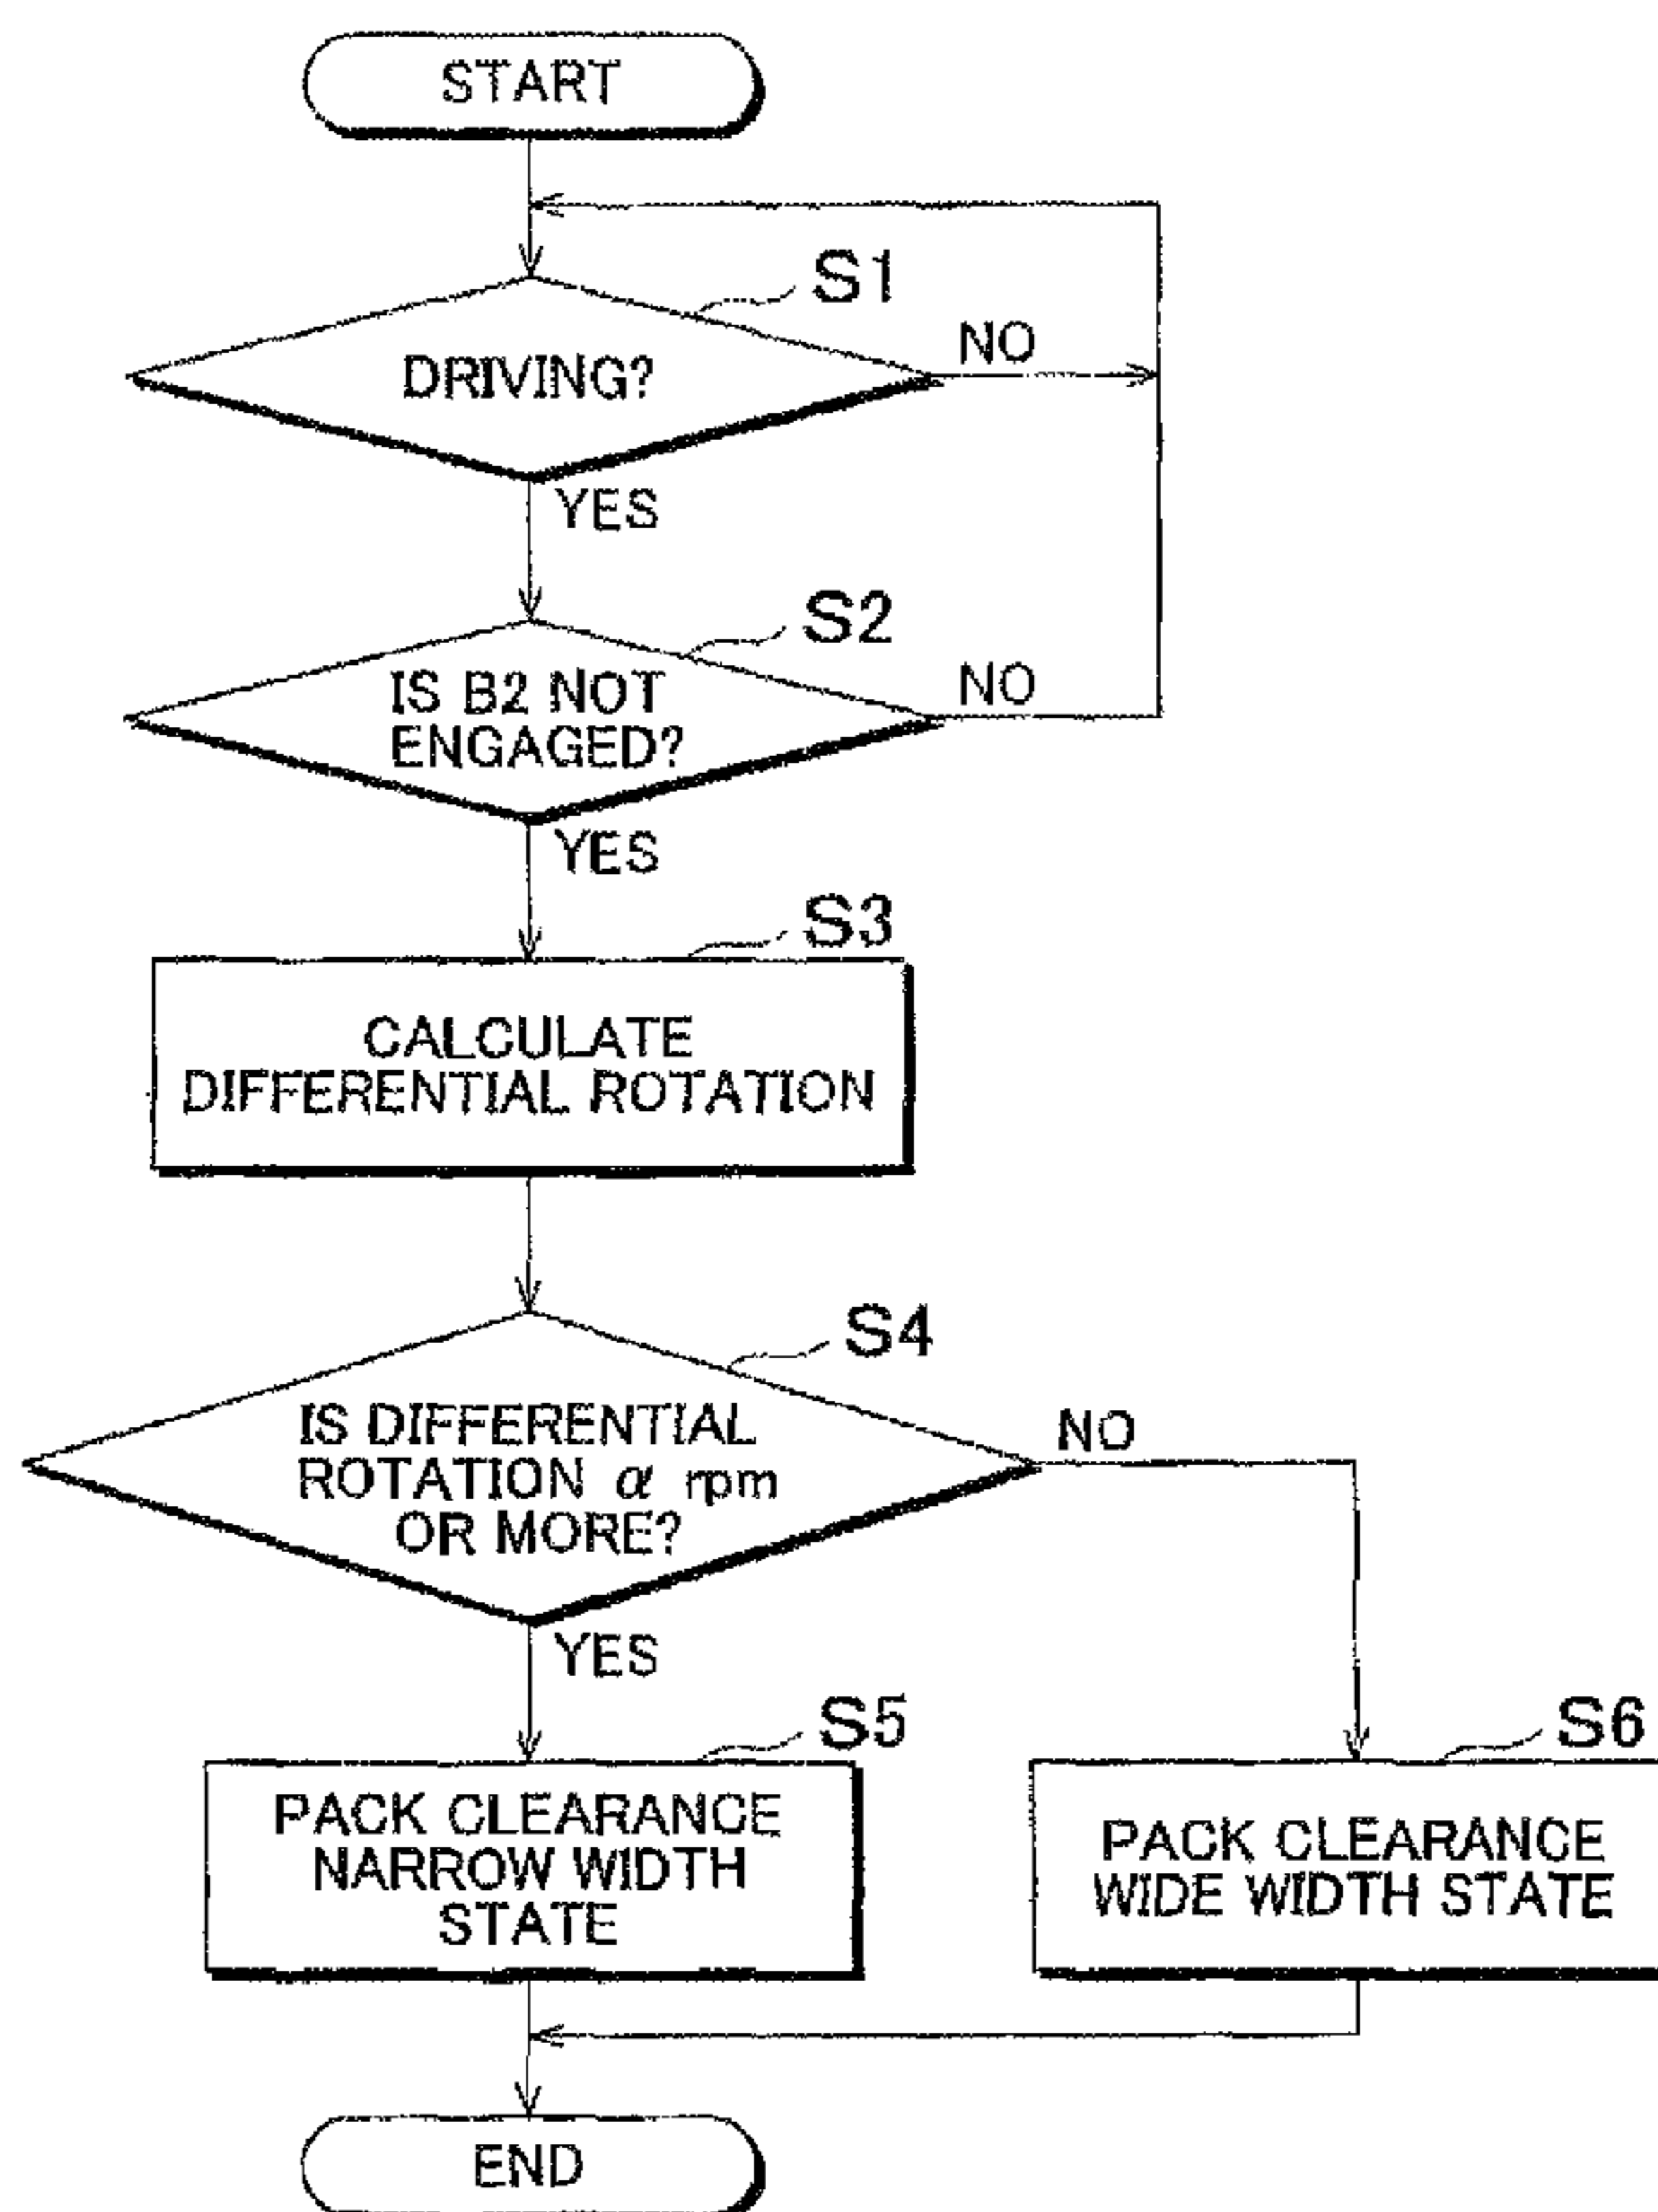 START
S1
DRIVING?
NO
YES
S2
IS B2 NOT
ENGAGED?
NO
YES
S3
CALCULATE
DIFFERENTIAL ROTATION
S4
IS DIFFERENTIAL
ROTATION α rpm
OR MORE?
NO
YES
S5
PACK CLEARANCE
NARROW WIDTH
STATE
S6
PACK CLEARANCE
WIDE WIDTH STATE
END